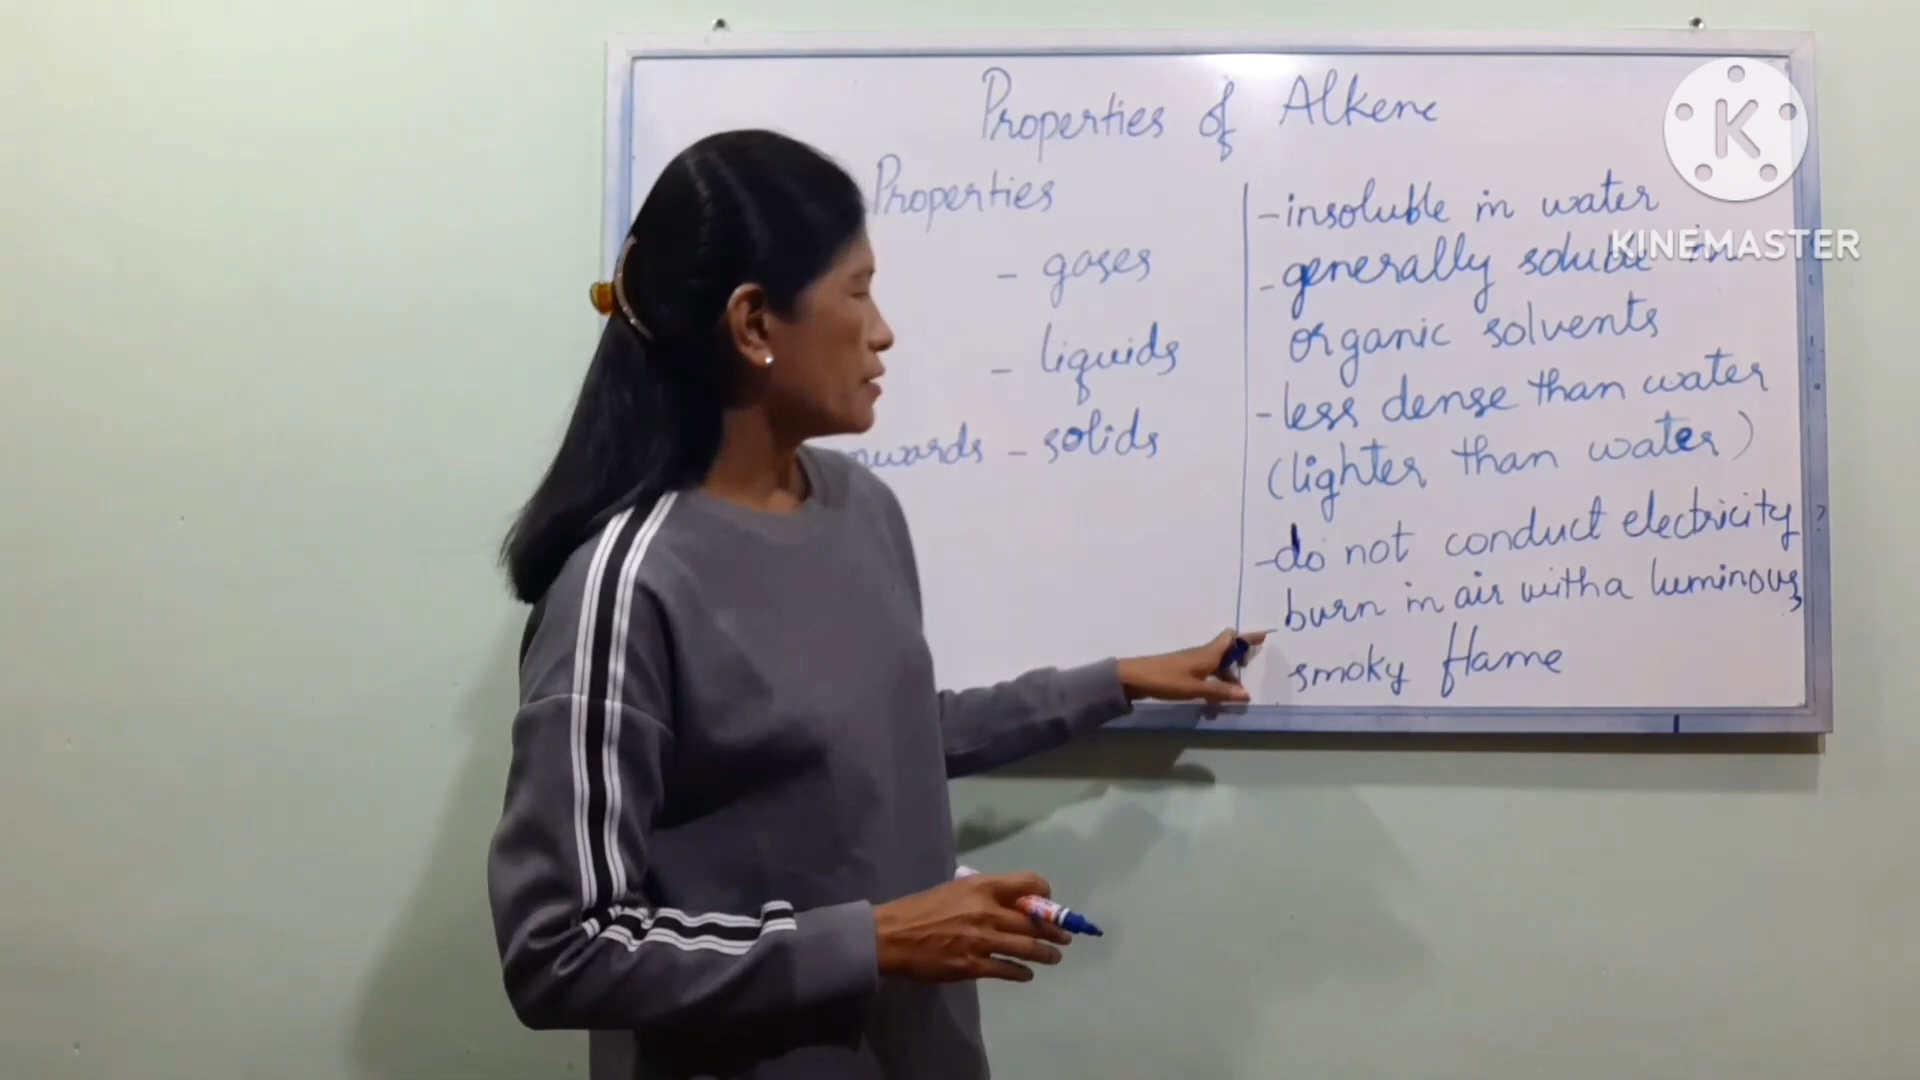 Properties of Alkene
Properties
- gases
- liquids
onwards - solids
- insoluble in water
- generally soluble in
organic solvents
- less dense than water
(lighter than water)
- do not conduct electricity
- burn in air with a luminous
smoky flame
K
KINEMASTER